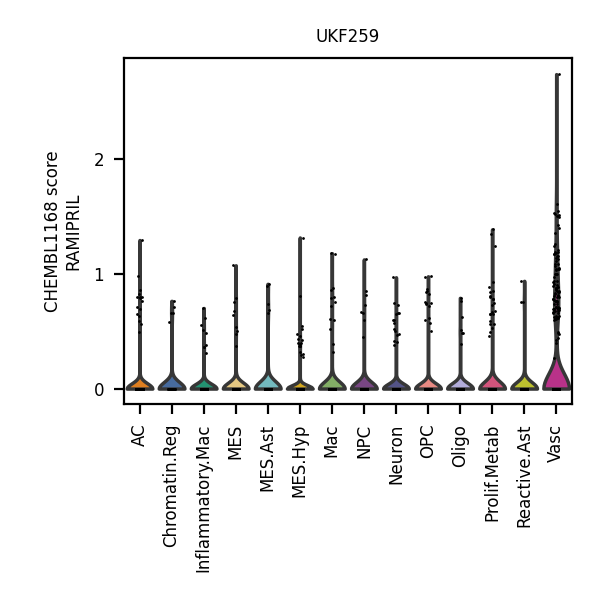 UKF259
CHEMBL1168 score
RAMIPRIL
2
1
0
AC
Chromatin.Reg
Inflammatory.Mac
MES
MES.Ast
MES.Hyp
Mac
NPC
Neuron
OPC
Oligo
Prolif.Metab
Reactive.Ast
Vasc